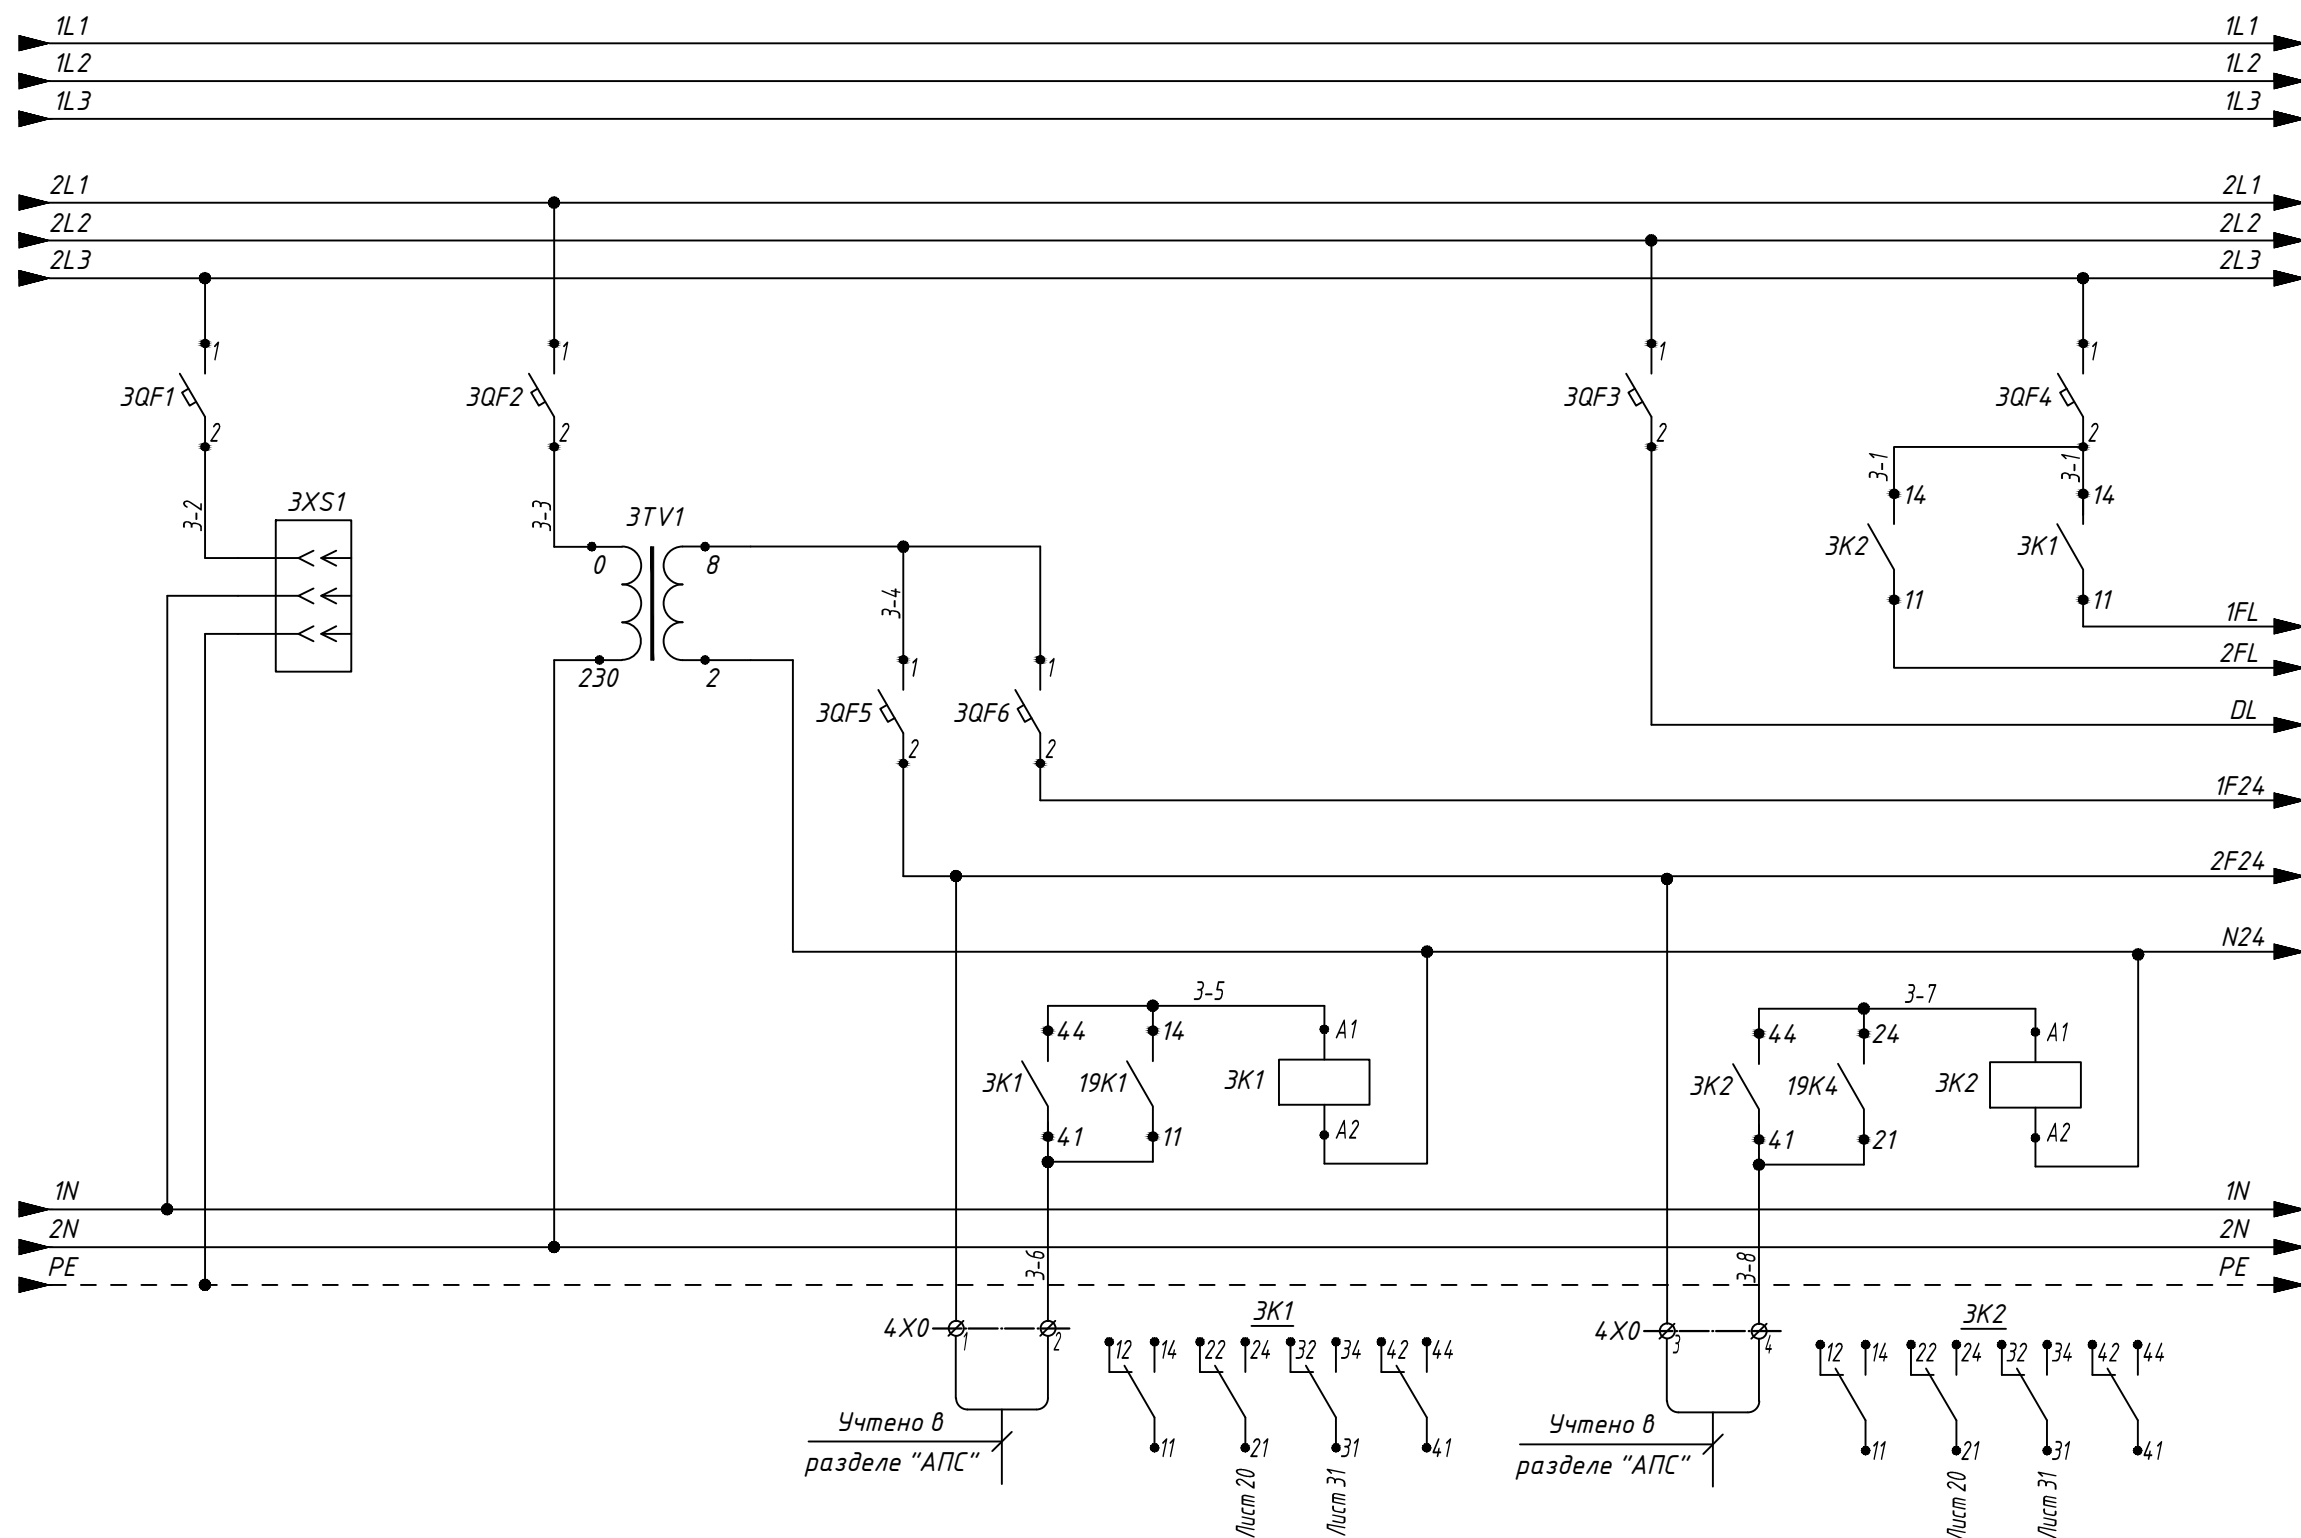 1L1 1L1
1L2 1L2
1L3 1L3
2L1 2L1
2L2 2L2
2L3 2L3
1 1 1 1
3QF1 3QF2 3QF3 3QF4
2 2 2 2
3-1 3-1
3-2 3XS1 3-3 3TV1 14 14
0 8 3K2 3K1
3-4 11 11
1FL
230 2 1 1 2FL
3QF5 3QF6 DL
2 2
1F24
2F24
N24
3-5 3-7
44 14 A1 44 24 A1
3K1 19K1 3K1 3K2 19K4 3K2
41 11 A2 41 21 A2
1N 1N
2N 2N
PE 3-6 3-8 PE
4X0 1 2 3K1 4X0 3 4 3K2
12 14 22 24 32 34 42 44 12 14 22 24 32 34 42 44
Учтено в Учтено в
раздел​е "АПС" 11 21 31 41 разделе "АПС" 11 21 31 41
Лист 20 Лист 31 Лист 20 Лист 31